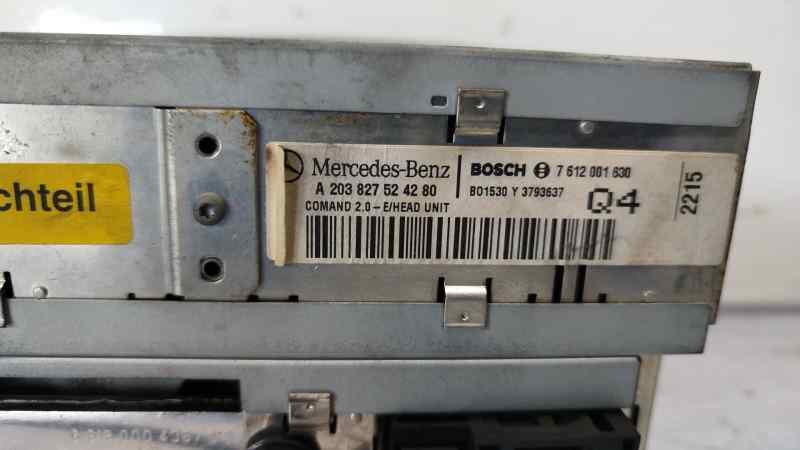 chteil
Mercedes-Benz
A 203 827 52 42 80
COMAND 2.0-E/HEAD UNIT
BOSCH 7 612 001 630
BO1530 Y 3793637
Q4
2215